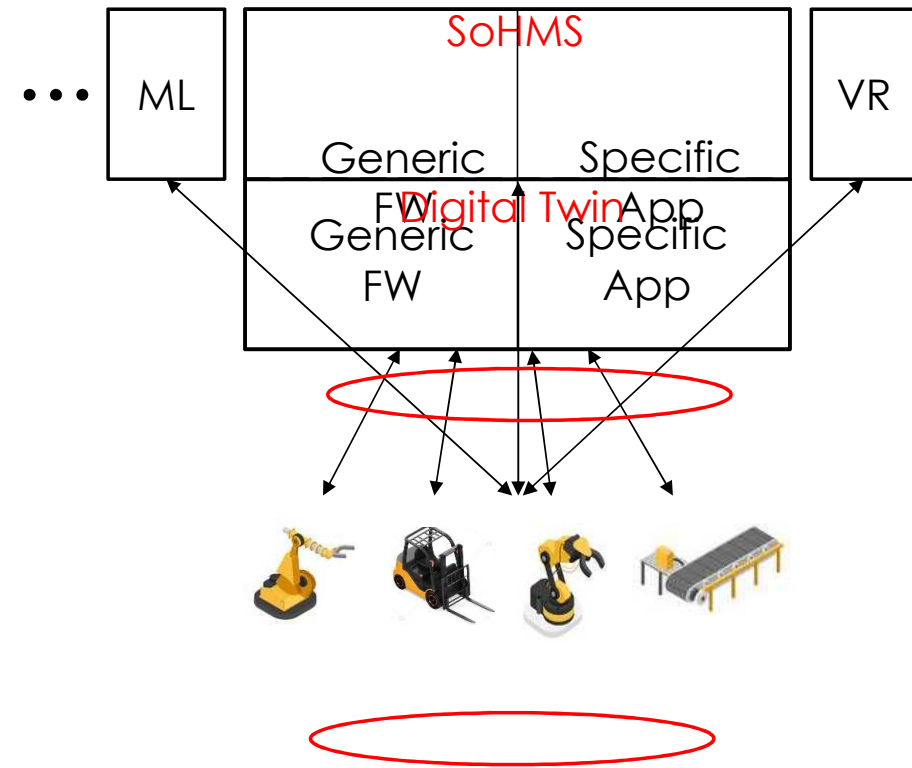 SoHMS
••• ML
VR
Generic
FW
Specific
App
Digital Twin
Generic
FW
Specific
App